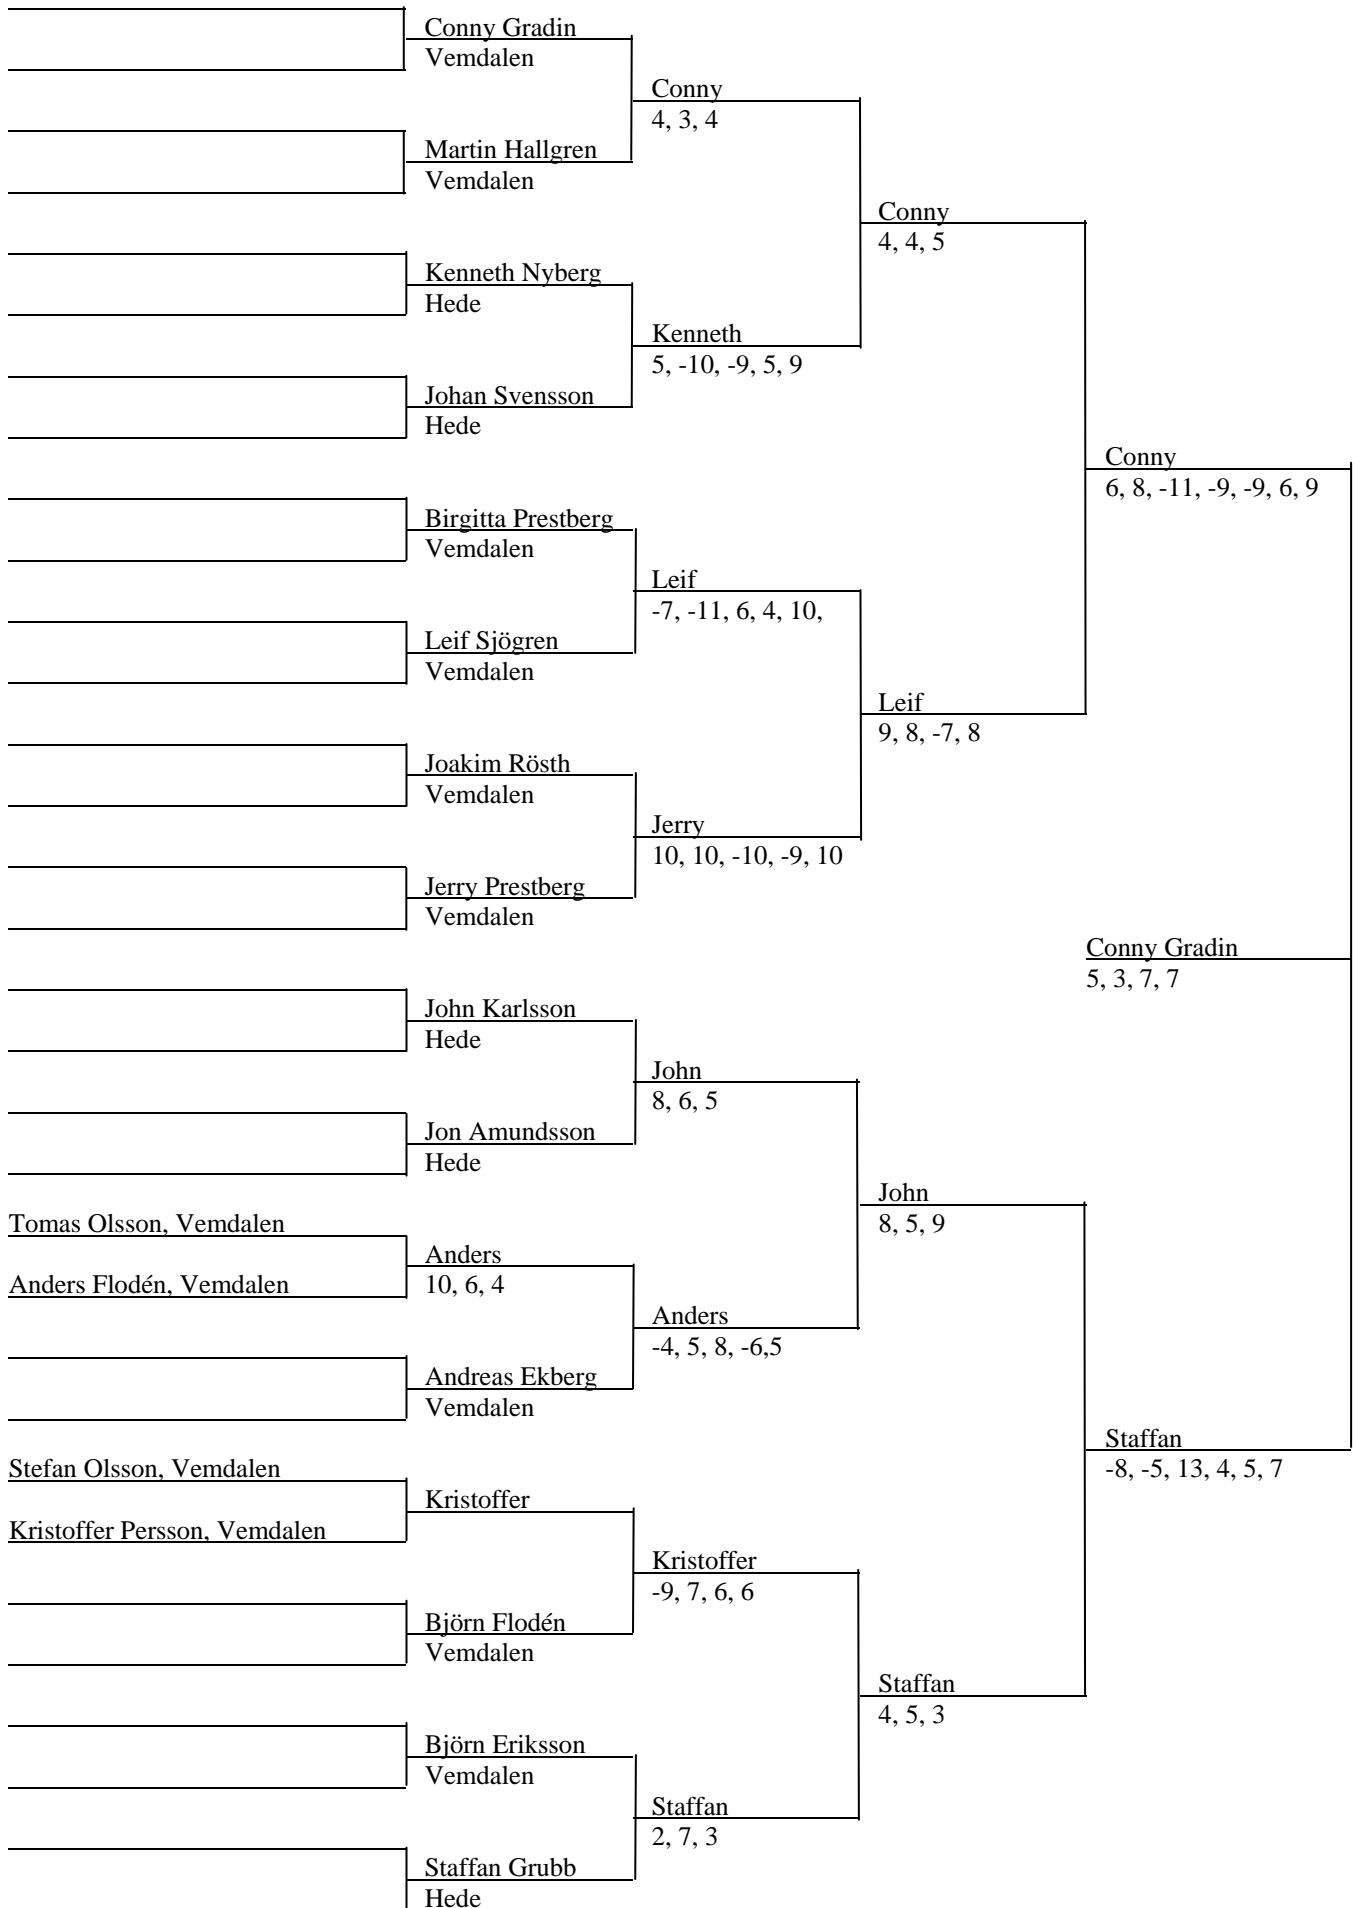 Conny Gradin
Vemdalen
Conny
4, 3, 4
Martin Hallgren
Vemdalen
Conny
4, 4, 5
Kenneth Nyberg
Hede
Kenneth
5, -10, -9, 5, 9
Johan Svensson
Hede
Conny
6, 8, -11, -9, -9, 6, 9
Birgitta Prestberg
Vemdalen
Leif
-7, -11, 6, 4, 10,
Leif Sjögren
Vemdalen
Leif
9, 8, -7, 8
Joakim Rösth
Vemdalen
Jerry
10, 10, -10, -9, 10
Jerry Prestberg
Vemdalen
Conny Gradin
5, 3, 7, 7
John Karlsson
Hede
John
8, 6, 5
Jon Amundsson
Hede
John
8, 5, 9
Tomas Olsson, Vemdalen
Anders
10, 6, 4
Anders Flodén, Vemdalen
Anders
-4, 5, 8, -6,5
Andreas Ekberg
Vemdalen
Staffan
-8, -5, 13, 4, 5, 7
Stefan Olsson, Vemdalen
Kristoffer
Kristoffer Persson, Vemdalen
Kristoffer
-9, 7, 6, 6
Björn Flodén
Vemdalen
Staffan
4, 5, 3
Björn Eriksson
Vemdalen
Staffan
2, 7, 3
Staffan Grubb
Hede